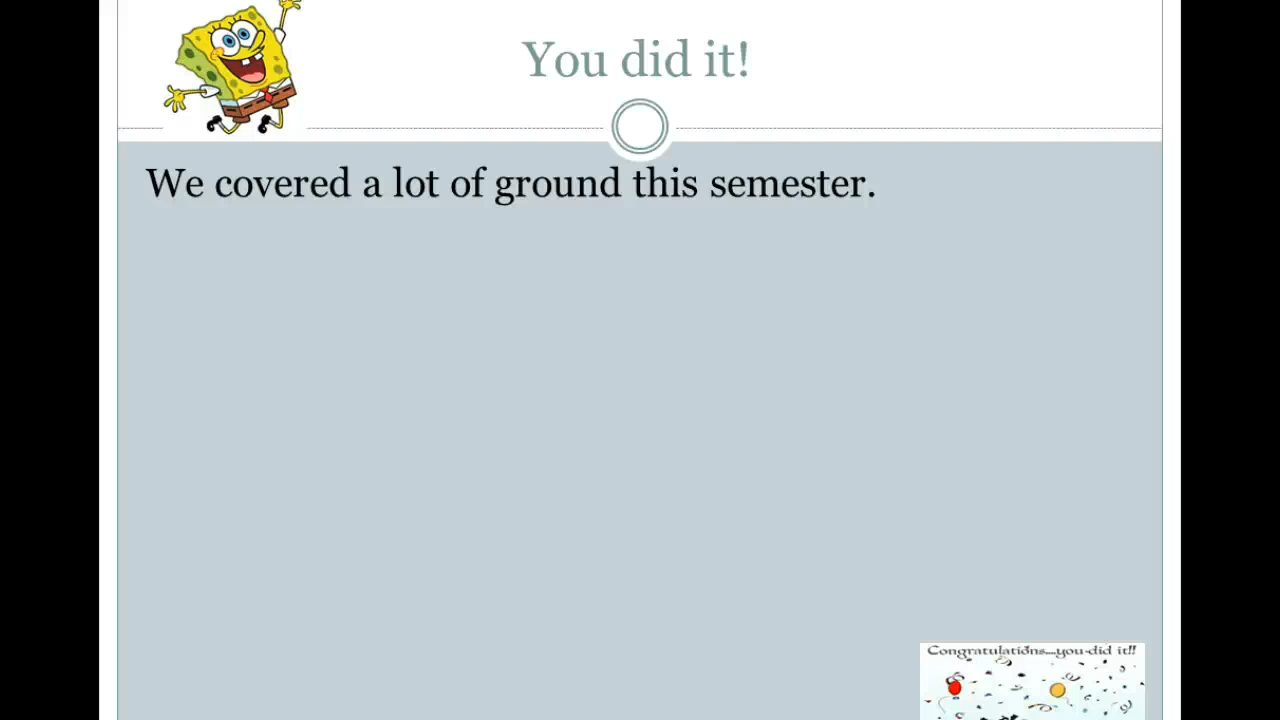 You did it!
We covered a lot of ground this semester.
Congratulations....you did it!!